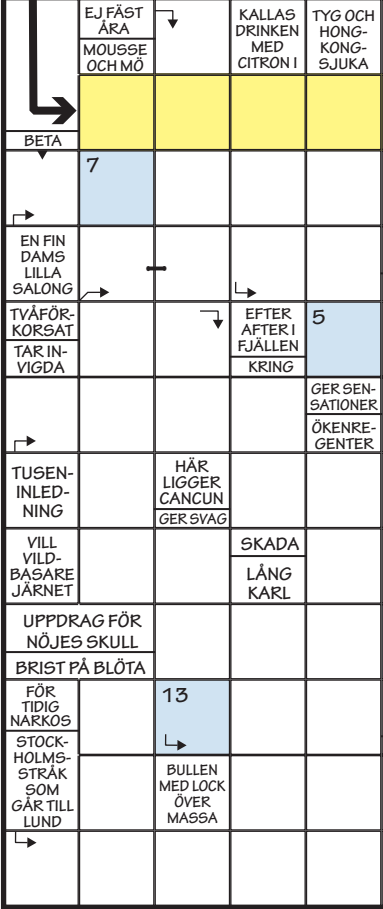 EJ FÄST
ÅRA
MOUSSE
OCH MÖ
KALLAS
DRINKEN
MED
CITRON I
TYG OCH
HONG-
KONG-
SJUKA
BETA
7
EN FIN
DAMS
LILLA
SALONG
TVÅFÖR-
KORSAT
TAR IN-
VIGDA
EFTER
AFTER I
FJÄLLEN
KRING
5
GER SEN-
SATIONER
ÖKENRE-
GENTER
TUSEN-
INLED-
NING
HÄR
LIGGER
CANCUN
GER SVAG
VILL
VILD-
BASARE
JÄRNET
SKADA
LÅNG
KARL
UPPDRAG FÖR
NÖJES SKULL
BRIST PÅ BLÖTA
FÖR
TIDIG
NARKOS
13
STOCK-
HOLMS-
STRÅK
SOM
GÅR TILL
LUND
BULLEN
MED LOCK
ÖVER
MASSA